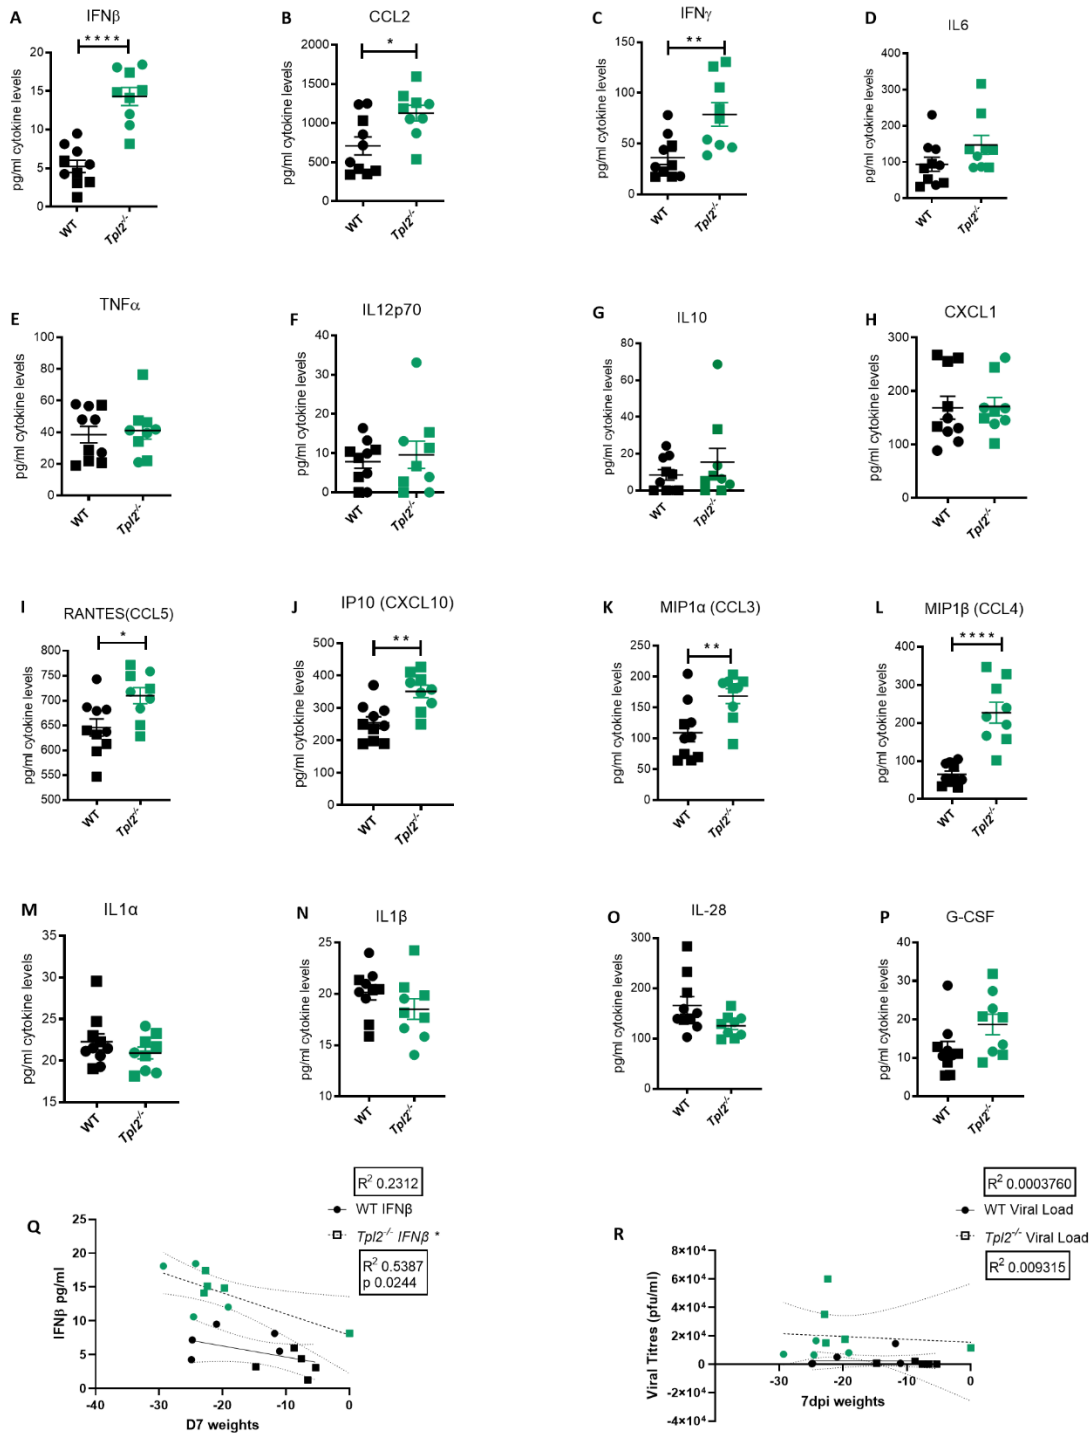 A
IFNβ
****
pg/ml cytokine levels
20
15
10
5
0
WT
Tpl2-/-
B
CCL2
*
pg/ml cytokine levels
2000
1500
1000
500
0
WT
Tpl2-/-
C
IFNγ
**
pg/ml cytokine levels
150
100
50
0
WT
Tpl2-/-
D
IL6
pg/ml cytokine levels
400
300
200
100
0
WT
Tpl2-/-
E
TNFα
pg/ml cytokine levels
100
80
60
40
20
0
WT
Tpl2-/-
F
IL12p70
pg/ml cytokine levels
40
30
20
10
0
WT
Tpl2-/-
G
IL10
pg/ml cytokine levels
80
60
40
20
0
WT
Tpl2-/-
H
CXCL1
pg/ml cytokine levels
300
200
100
0
WT
Tpl2-/-
I
RANTES(CCL5)
*
pg/ml cytokine levels
800
750
700
650
600
550
500
WT
Tpl2-/-
J
IP10 (CXCL10)
**
pg/ml cytokine levels
500
400
300
200
100
0
WT
Tpl2-/-
K
MIP1α (CCL3)
**
pg/ml cytokine levels
250
200
150
100
50
0
WT
Tpl2-/-
L
MIP1β (CCL4)
****
pg/ml cytokine levels
400
300
200
100
0
WT
Tpl2-/-
M
IL1α
pg/ml cytokine levels
35
30
25
20
15
WT
Tpl2-/-
N
IL1β
pg/ml cytokine levels
25
20
15
10
WT
Tpl2-/-
O
IL-28
pg/ml cytokine levels
300
200
150
100
50
0
WT
Tpl2-/-
P
G-CSF
pg/ml cytokine levels
40
30
20
10
0
WT
Tpl2-/-
Q
R2 0.2312
WT IFNβ
Tpl2-/- IFNβ *
R2 0.5387
p 0.0244
IFNβ pg/ml
25
20
15
10
5
0
-40 -30 -20 -10 0
D7 weights
R
R2 0.0003760
WT Viral Load
Tpl2-/- Viral Load
R2 0.009315
Viral Titres (pfu/ml)
8×104
6×104
4×104
2×104
0
-2×104
-4×104
-40 -30 -20 -10 0
7dpi weights